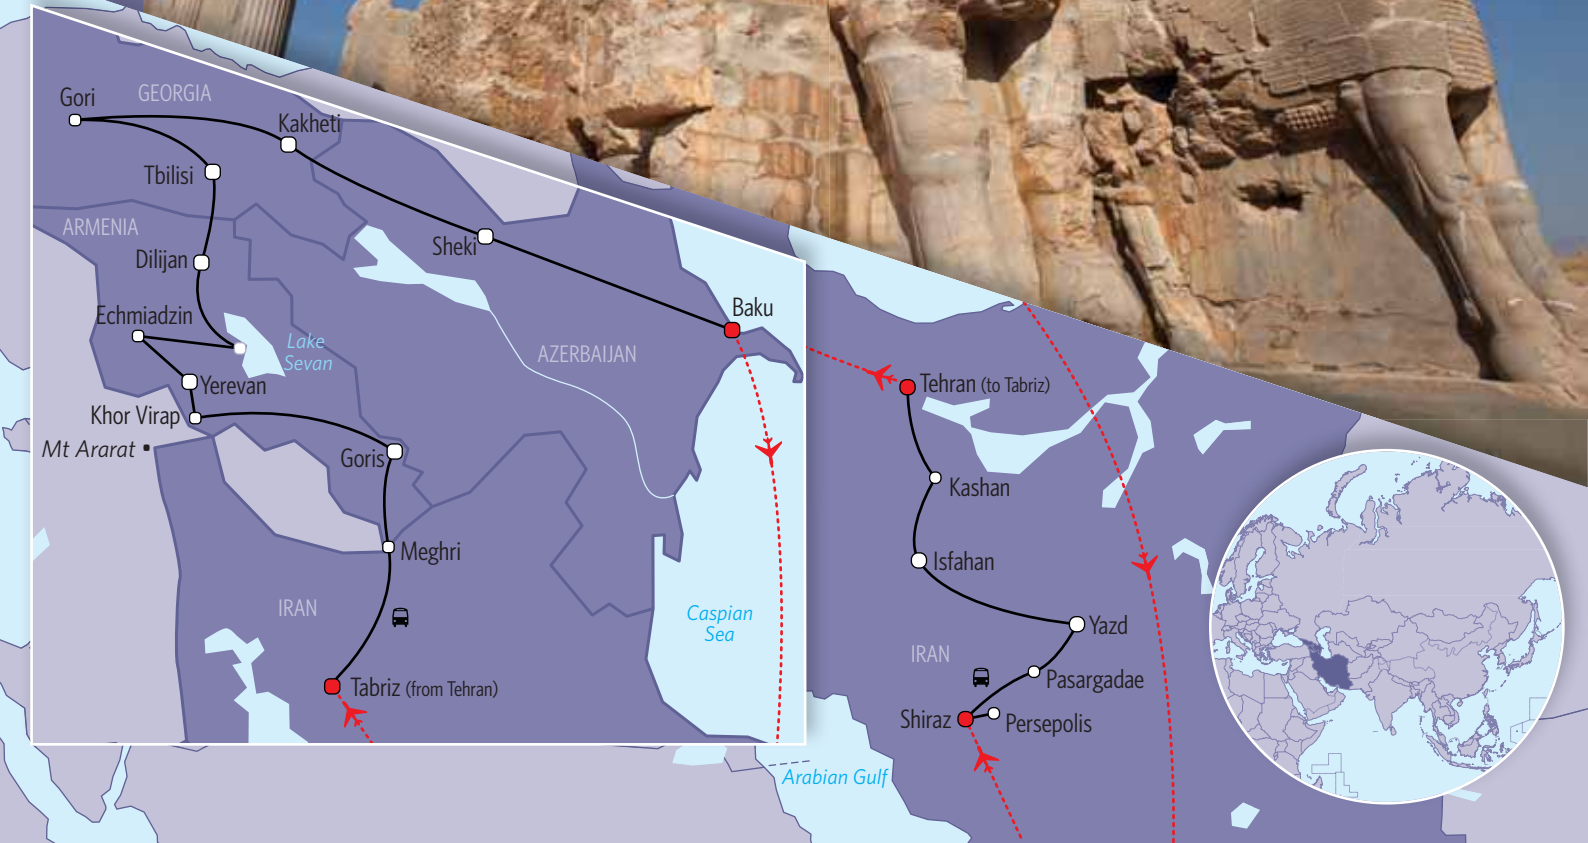 GEORGIA
Gori
Kakheti
Tbilisi
ARMENIA
Sheki
Dilijan
Echmiadzin
Baku
Lake
Sevan
AZERBAIJAN
Yerevan
Khor Virap
Mt Ararat
Goris
Meghri
IRAN
Caspian
Sea
Tabriz (from Tehran)
Tehran (to Tabriz)
Kashan
Isfahan
Yazd
IRAN
Pasargadae
Shiraz
Persepolis
Arabian Gulf